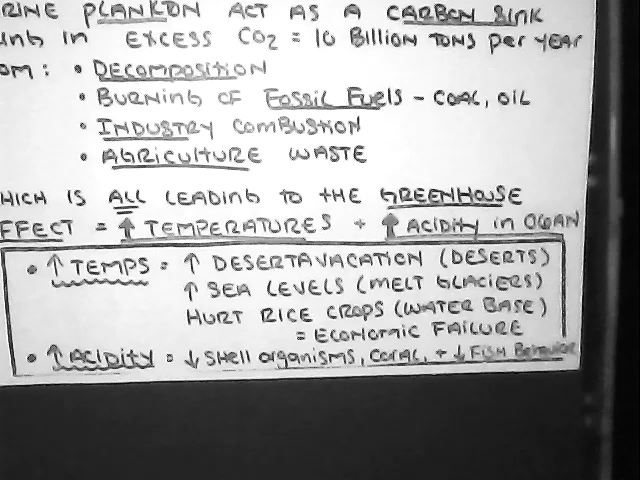 RINE PLANKTON ACT AS A CARBON SINK
ING IN EXCESS CO2 = 10 Billion TONS per YEAR
OM: • DECOMPOSITION
• BURNING OF FOSSIL FUELS - COAL, OIL
• INDUSTRY COMBUSTION
• AGRICULTURE WASTE
HICH IS ALL LEADING TO THE GREENHOUSE
FFECT = ↑ TEMPERATURES + ↑ ACIDITY in OCEAN
• ↑ TEMPS = ↑ DESERTAVACATION (DESERTS)
↑ SEA LEVELS (MELT GLACIERS)
HURT RICE CROPS (WATER BASE)
= ECONOMIC FAILURE
• ↑ ACIDITY = ↓ Shell organisms, CORAL, + ↓ FISH BEHAVIOR